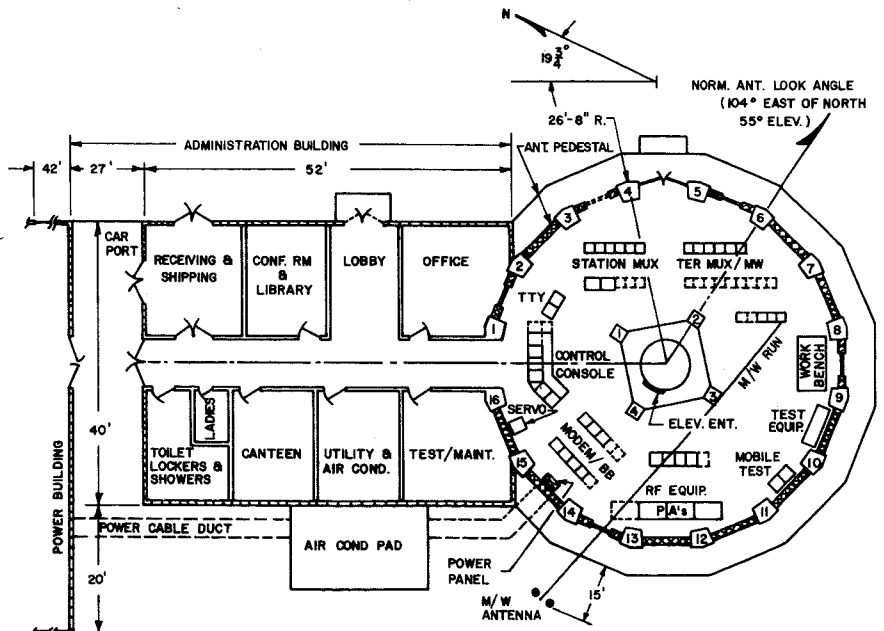 N
19 3/4°
NORM. ANT. LOOK ANGLE
(104° EAST OF NORTH
55° ELEV.)
26'-8" R.
ADMINISTRATION BUILDING
ANT. PEDESTAL
42'
27'
52'
CAR
PORT
RECEIVING &
SHIPPING
CONF. RM
&
LIBRARY
LOBBY
OFFICE
1
2
3
4
5
6
7
8
9
10
11
12
13
14
15
16
STATION MUX
TER MUX/MW
TTY
1
2
3
4
CONTROL
CONSOLE
M/W RUN
WORK
BENCH
SERVO
ELEV. ENT.
TEST
EQUIP.
MODEM/BB
MOBILE
TEST
RF EQUIP.
PA's
40'
LADIES
TOILET
LOCKERS &
SHOWERS
CANTEEN
UTILITY &
AIR COND.
TEST/MAINT.
POWER BUILDING
POWER CABLE DUCT
AIR COND PAD
20'
POWER
PANEL
M/W
ANTENNA
15'